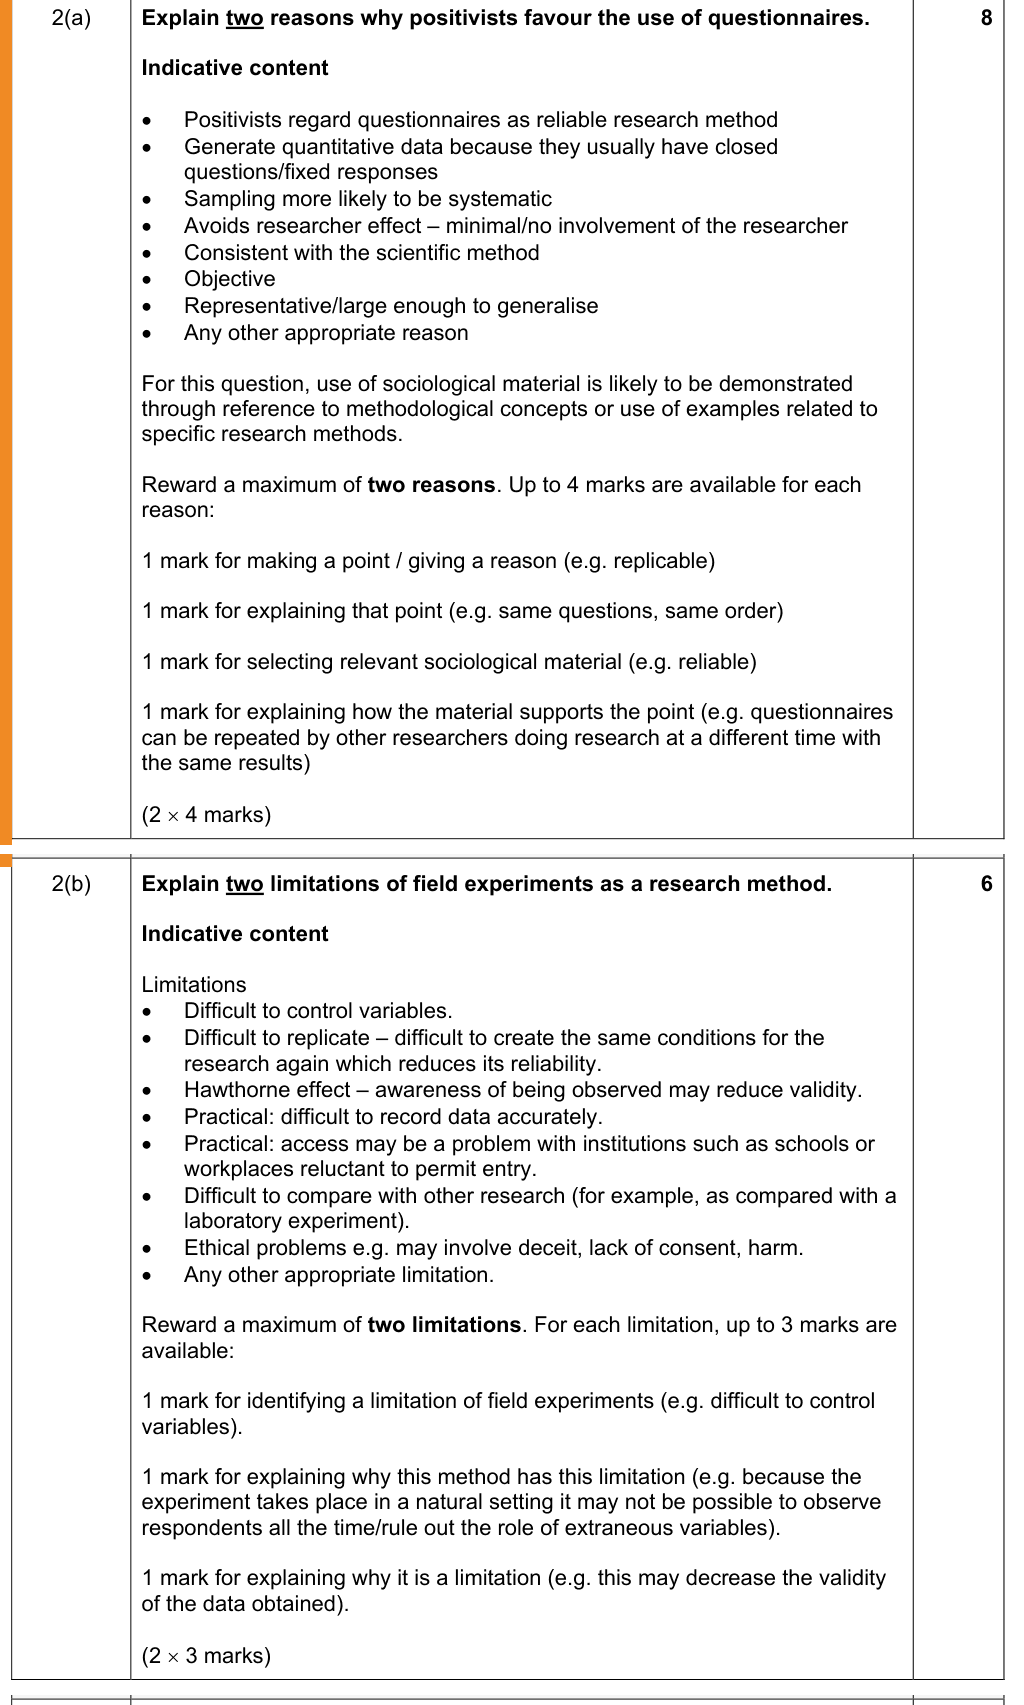 2(a) Explain two reasons why positivists favour the use of questionnaires. 8
Indicative content
• Positivists regard questionnaires as reliable research method
• Generate quantitative data because they usually have closed
questions/fixed responses
• Sampling more likely to be systematic
• Avoids researcher effect – minimal/no involvement of the researcher
• Consistent with the scientific method
• Objective
• Representative/large enough to generalise
• Any other appropriate reason
For this question, use of sociological material is likely to be demonstrated
through reference to methodological concepts or use of examples related to
specific research methods.
Reward a maximum of two reasons. Up to 4 marks are available for each
reason:
1 mark for making a point / giving a reason (e.g. replicable)
1 mark for explaining that point (e.g. same questions, same order)
1 mark for selecting relevant sociological material (e.g. reliable)
1 mark for explaining how the material supports the point (e.g. questionnaires
can be repeated by other researchers doing research at a different time with
the same results)
(2 × 4 marks)
2(b) Explain two limitations of field experiments as a research method. 6
Indicative content
Limitations
• Difficult to control variables.
• Difficult to replicate – difficult to create the same conditions for the
research again which reduces its reliability.
• Hawthorne effect – awareness of being observed may reduce validity.
• Practical: difficult to record data accurately.
• Practical: access may be a problem with institutions such as schools or
workplaces reluctant to permit entry.
• Difficult to compare with other research (for example, as compared with a
laboratory experiment).
• Ethical problems e.g. may involve deceit, lack of consent, harm.
• Any other appropriate limitation.
Reward a maximum of two limitations. For each limitation, up to 3 marks are
available:
1 mark for identifying a limitation of field experiments (e.g. difficult to control
variables).
1 mark for explaining why this method has this limitation (e.g. because the
experiment takes place in a natural setting it may not be possible to observe
respondents all the time/rule out the role of extraneous variables).
1 mark for explaining why it is a limitation (e.g. this may decrease the validity
of the data obtained).
(2 × 3 marks)